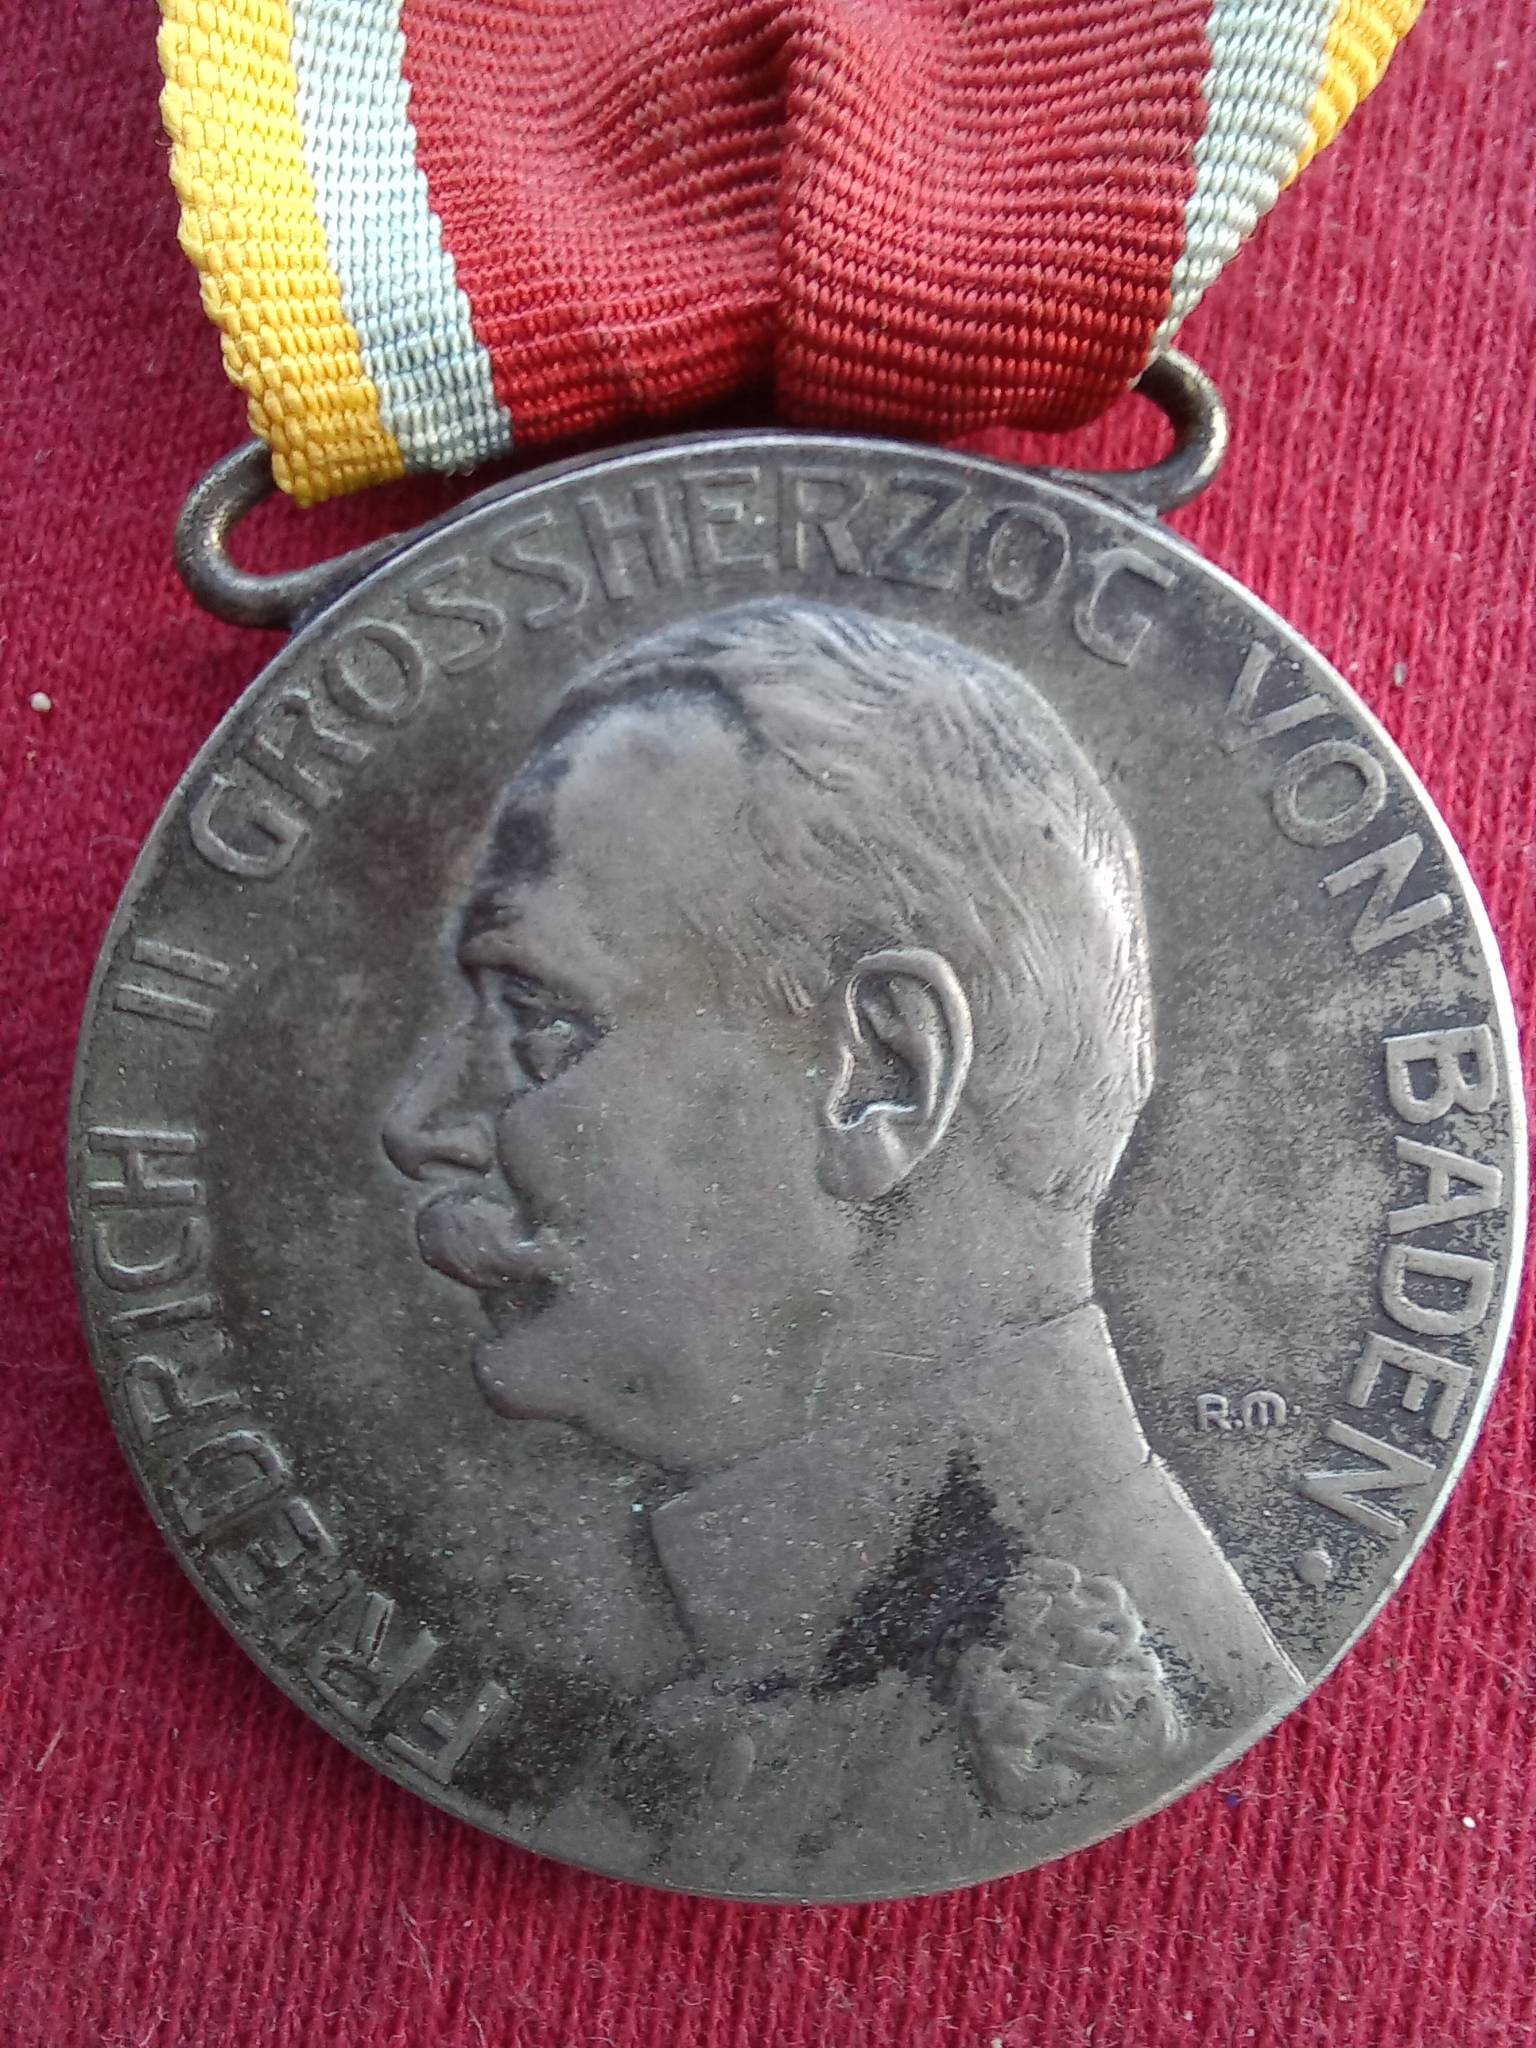 FRIEDRICH II GROSSHERZOG VON BADEN ·
R.M.